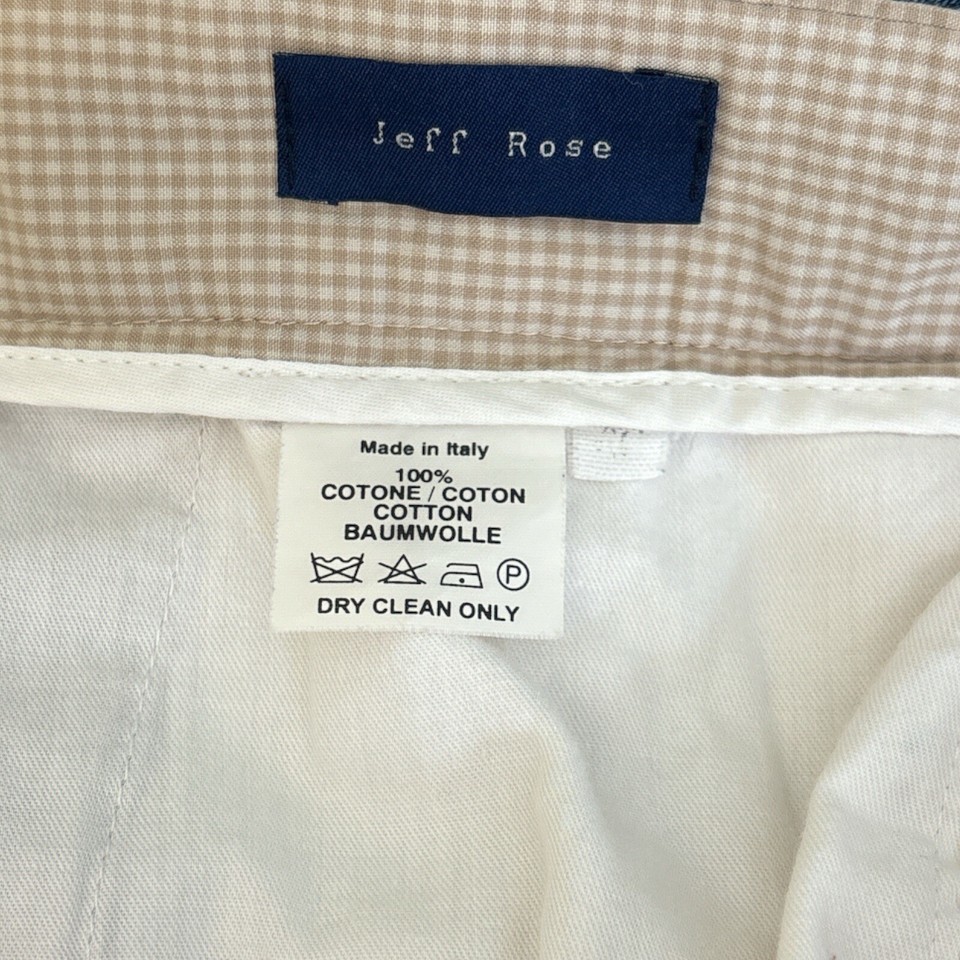 Jeff Rose
Made in Italy
100%
COTONE / COTON
COTTON
BAUMWOLLE
P
DRY CLEAN ONLY